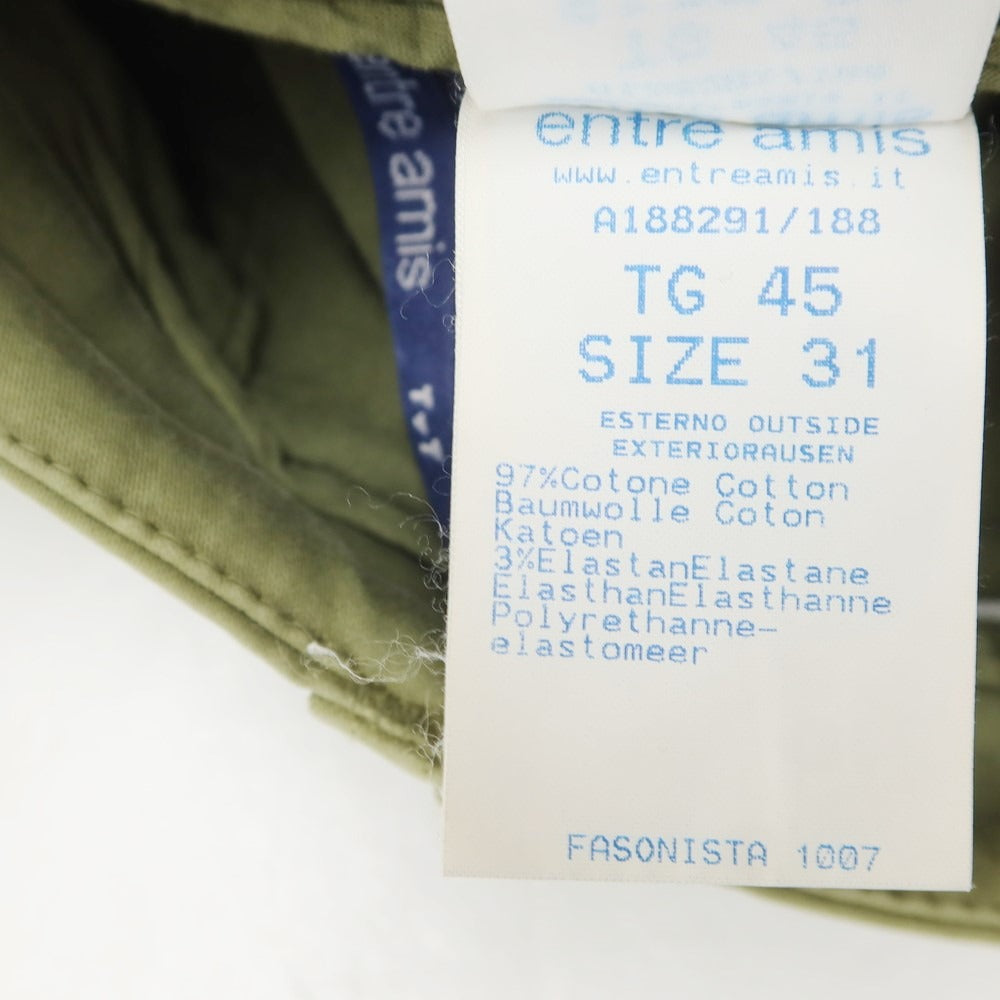 entre amis
www.entreamis.it
A188291/188
TG 45
SIZE 31
ESTERNO OUTSIDE
EXTERIORAUSEN
97%Cotone Cotton
Baumwolle Coton
Katoen
3%ElastanElastane
ElasthanElasthanne
Polyrethanne-
elastomeer
FASONISTA 1007
entre amis